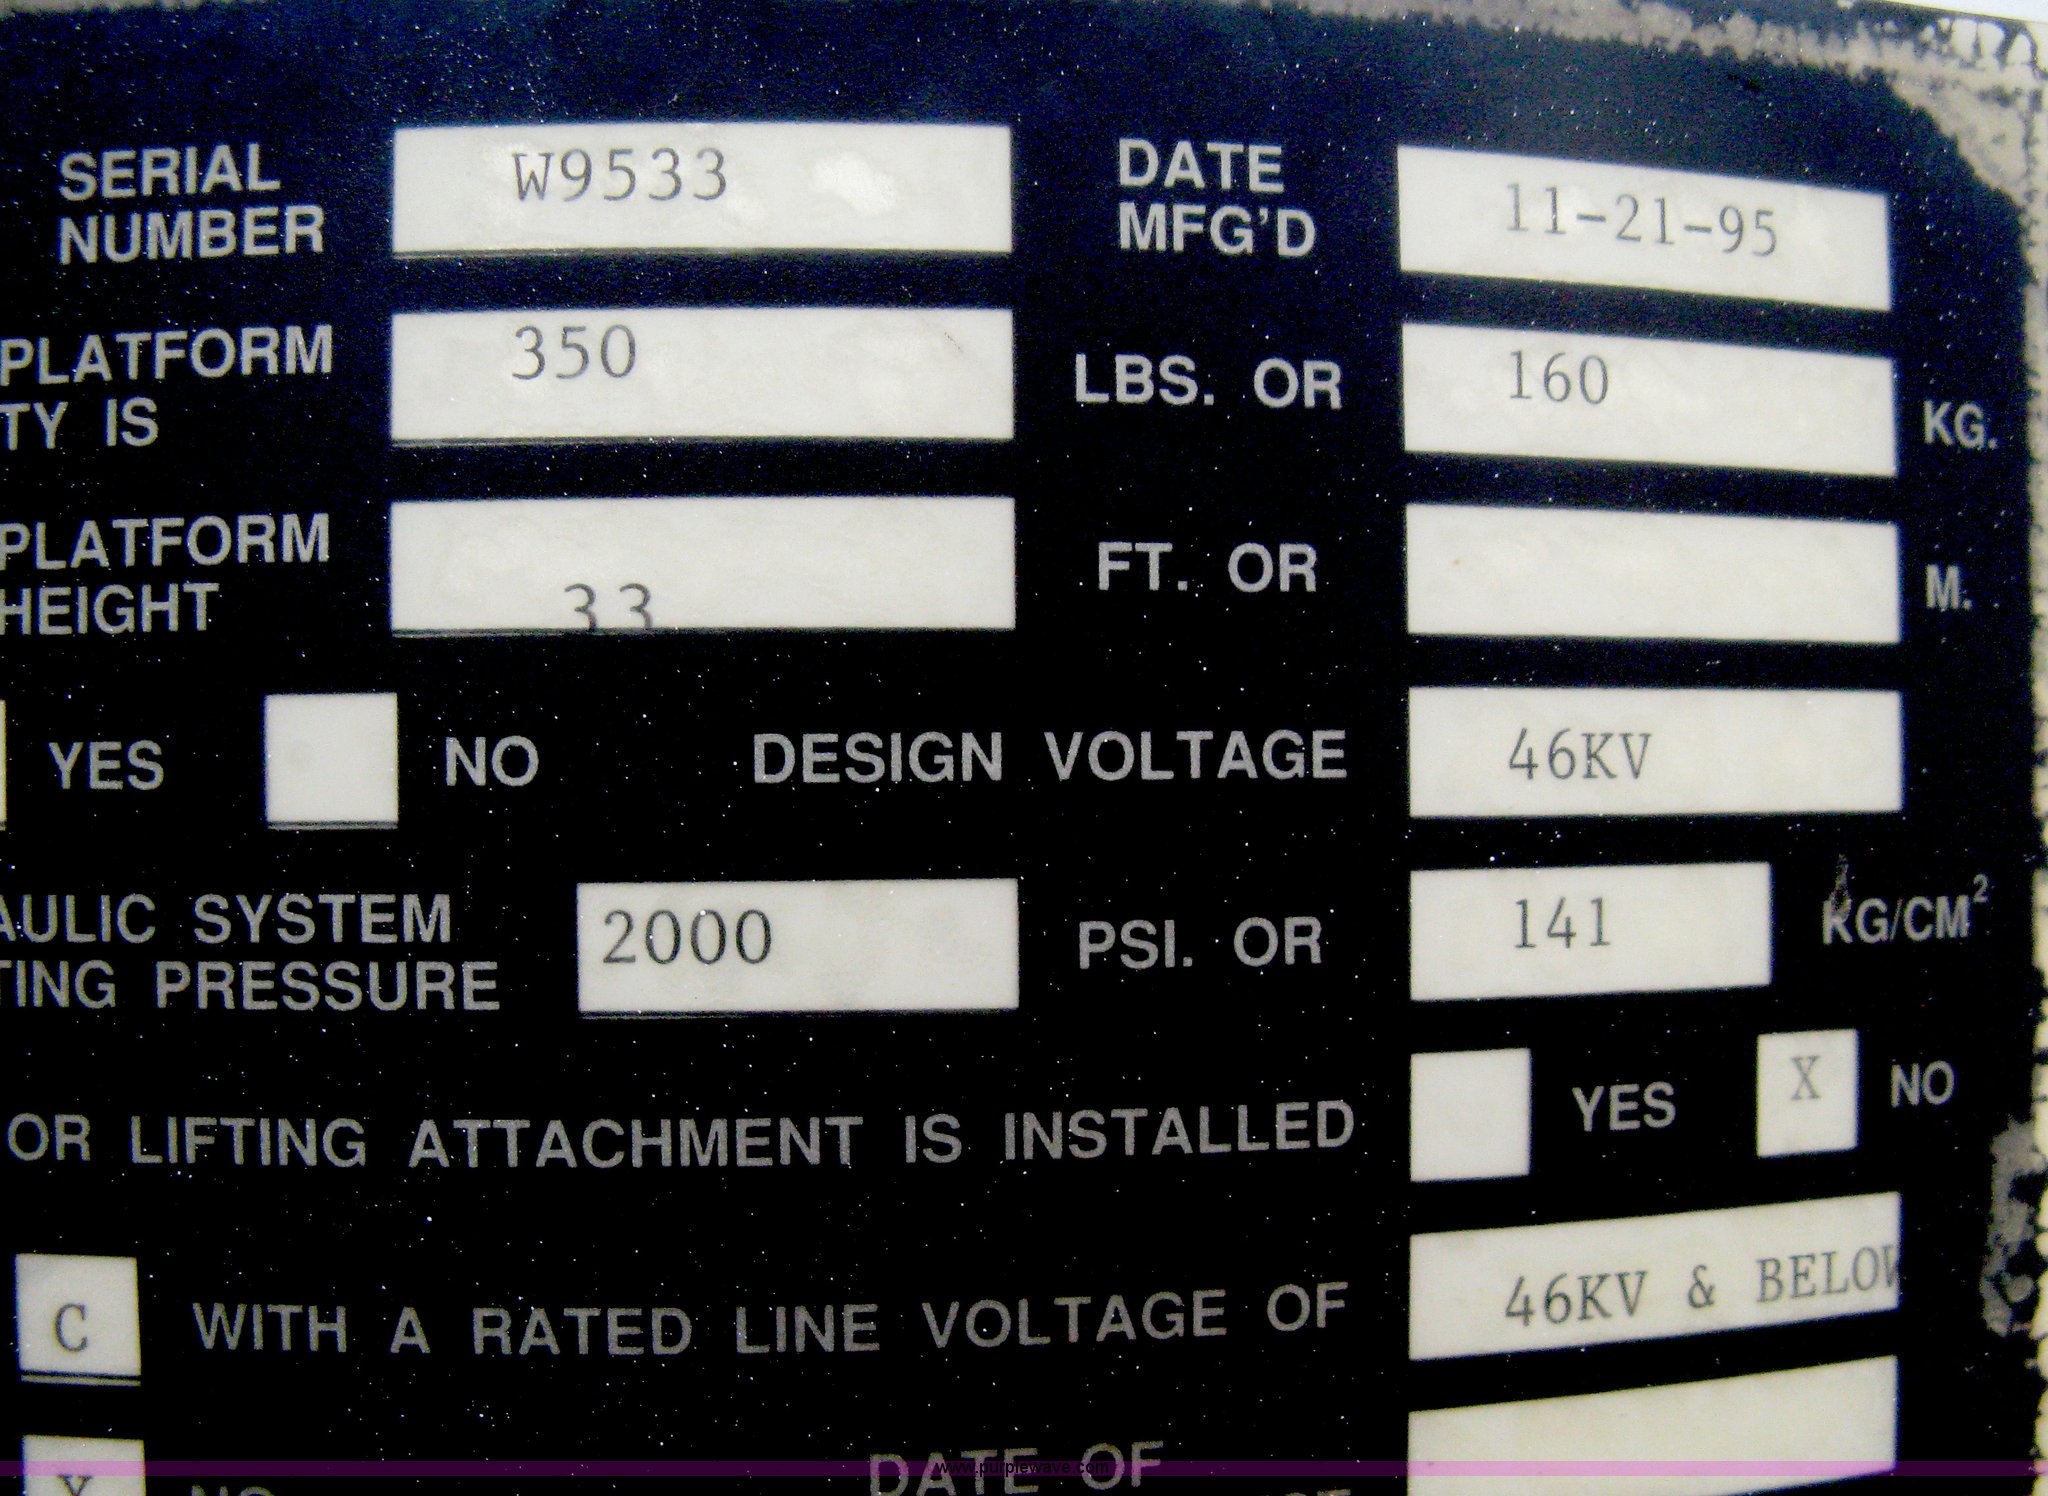 SERIAL NUMBER W9533 DATE MFG'D 11-21-95
PLATFORM TY IS 350 LBS. OR 160 KG.
PLATFORM HEIGHT 33 FT. OR M.
YES NO DESIGN VOLTAGE 46KV
AULIC SYSTEM TING PRESSURE 2000 PSI. OR 141 KG/CM²
OR LIFTING ATTACHMENT IS INSTALLED YES X NO
C WITH A RATED LINE VOLTAGE OF 46KV & BELOW
X NO DATE OF
www.purplewave.com